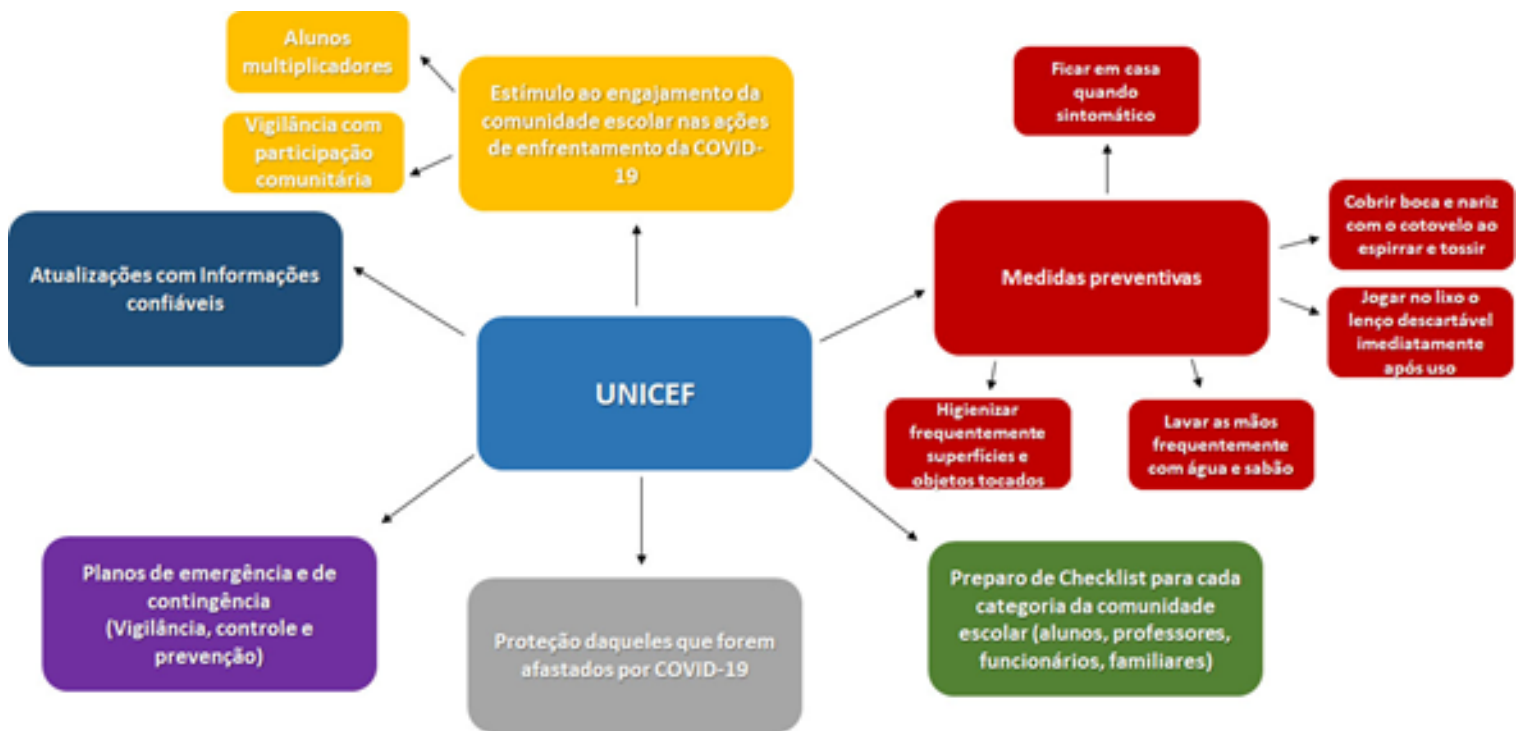 Alunos
multiplicadores
Vigilância com
participação
comunitária
Estímulo ao engajamento da
comunidade escolar nas ações
de enfrentamento da COVID-
19
Ficar em casa
quando
sintomático
Atualizações com Informações
confiáveis
Medidas preventivas
Cobrir boca e nariz
com o cotovelo ao
espirrar e tossir
Jogar no lixo o
lenço descartável
imediatamente
após uso
UNICEF
Higienizar
frequentemente
superfícies e
objetos tocados
Lavar as mãos
frequentemente
com água e sabão
Planos de emergência e de
contingência
(Vigilância, controle e
prevenção)
Proteção daqueles que forem
afastados por COVID-19
Preparo de Checklist para cada
categoria da comunidade
escolar (alunos, professores,
funcionários, familiares)